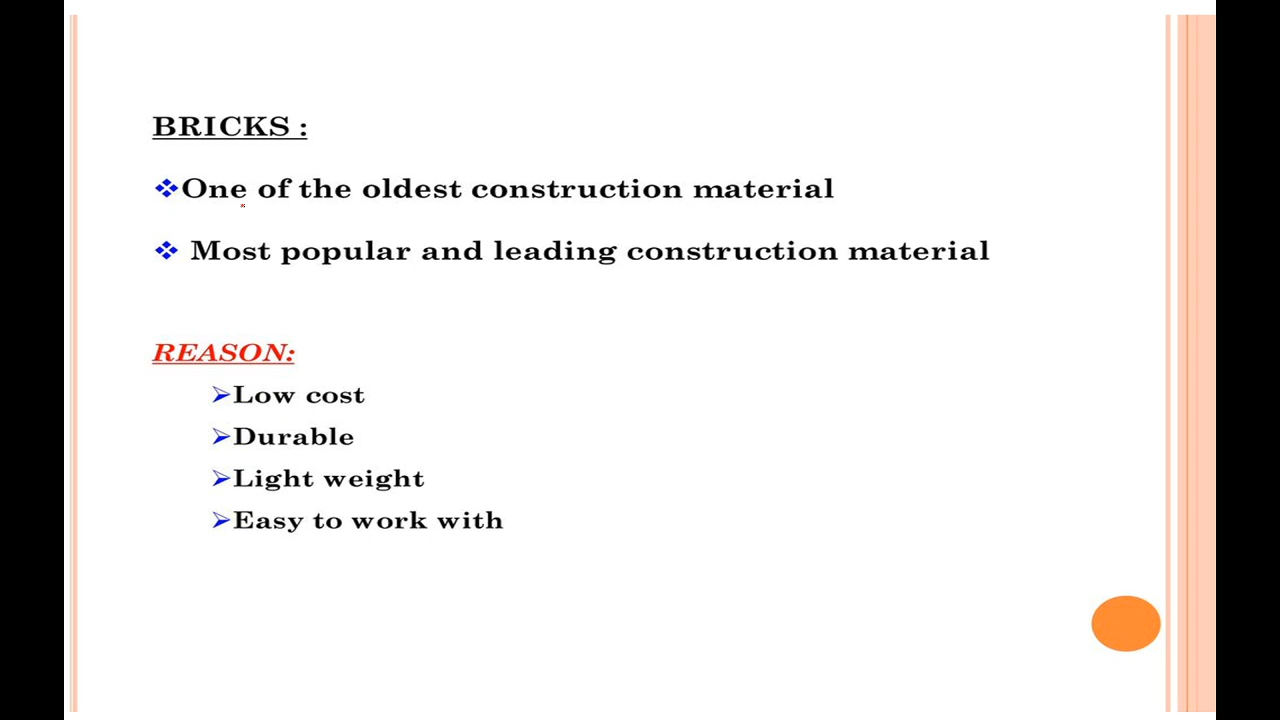 BRICKS :
❖One of the oldest construction material
❖ Most popular and leading construction material
REASON:
➢Low cost
➢Durable
➢Light weight
➢Easy to work with